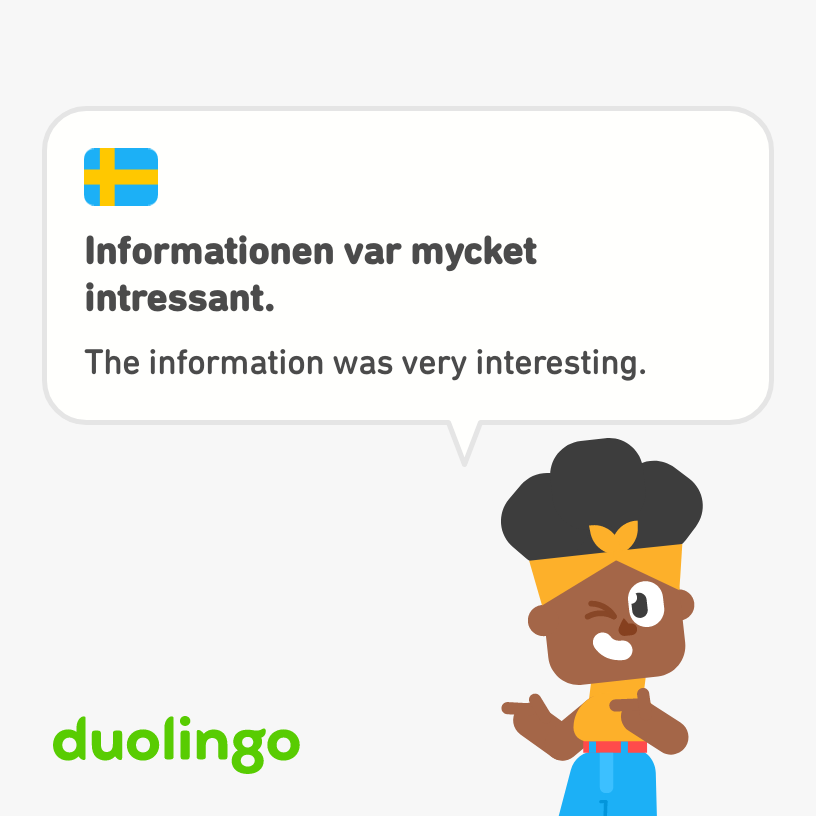 Informationen var mycket
intressant.
The information was very interesting.
duolingo